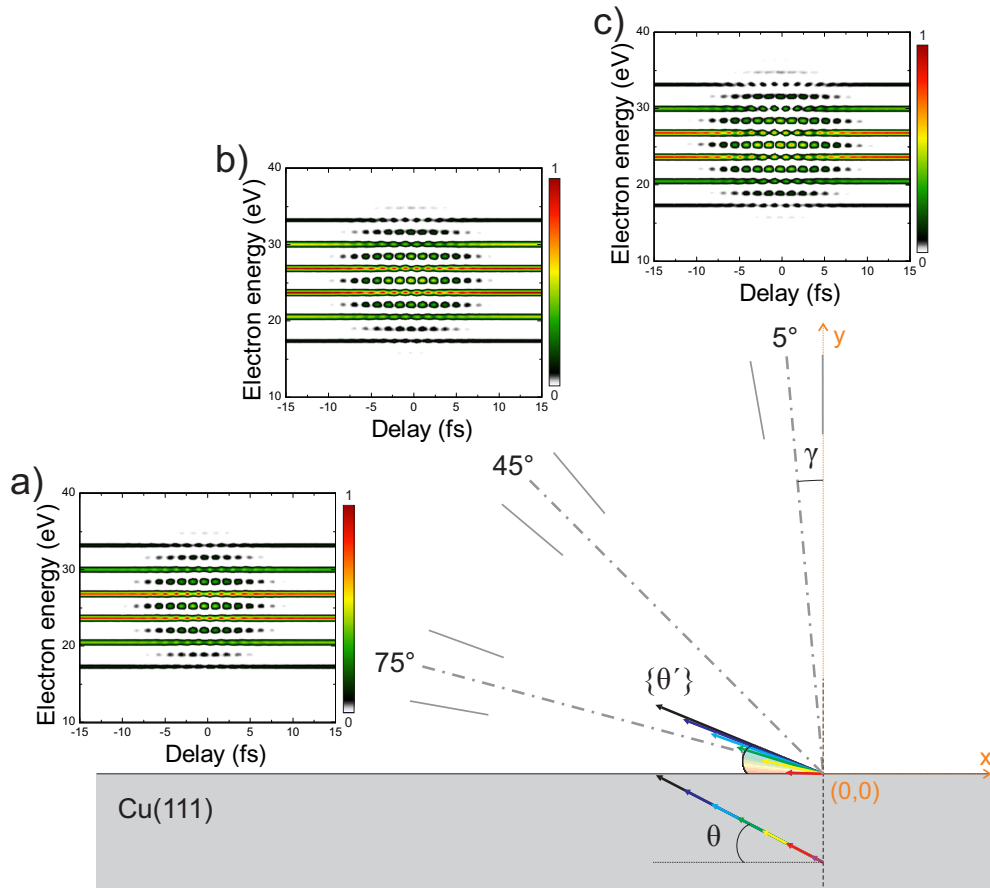 c)
40
30
20
10
-15
-10
-5
0
5
10
15
Electron energy (eV)
Delay (fs)
1
0
b)
40
30
20
10
-15
-10
-5
0
5
10
15
Electron energy (eV)
Delay (fs)
1
0
a)
40
30
20
10
-15
-10
-5
0
5
10
15
Electron energy (eV)
Delay (fs)
1
0
5°
y
γ
45°
75°
{θ´}
x
(0,0)
Cu(111)
θ